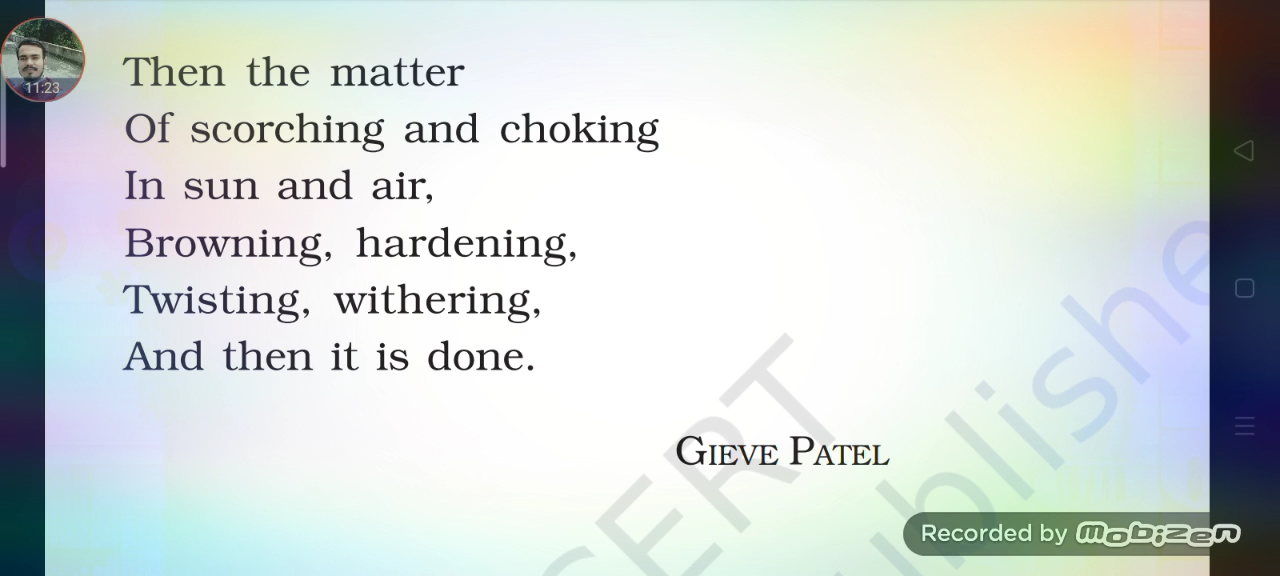 11:23
Then the matter
Of scorching and choking
In sun and air,
Browning, hardening,
Twisting, withering,
And then it is done.
GIEVE PATEL
Recorded by mobizen